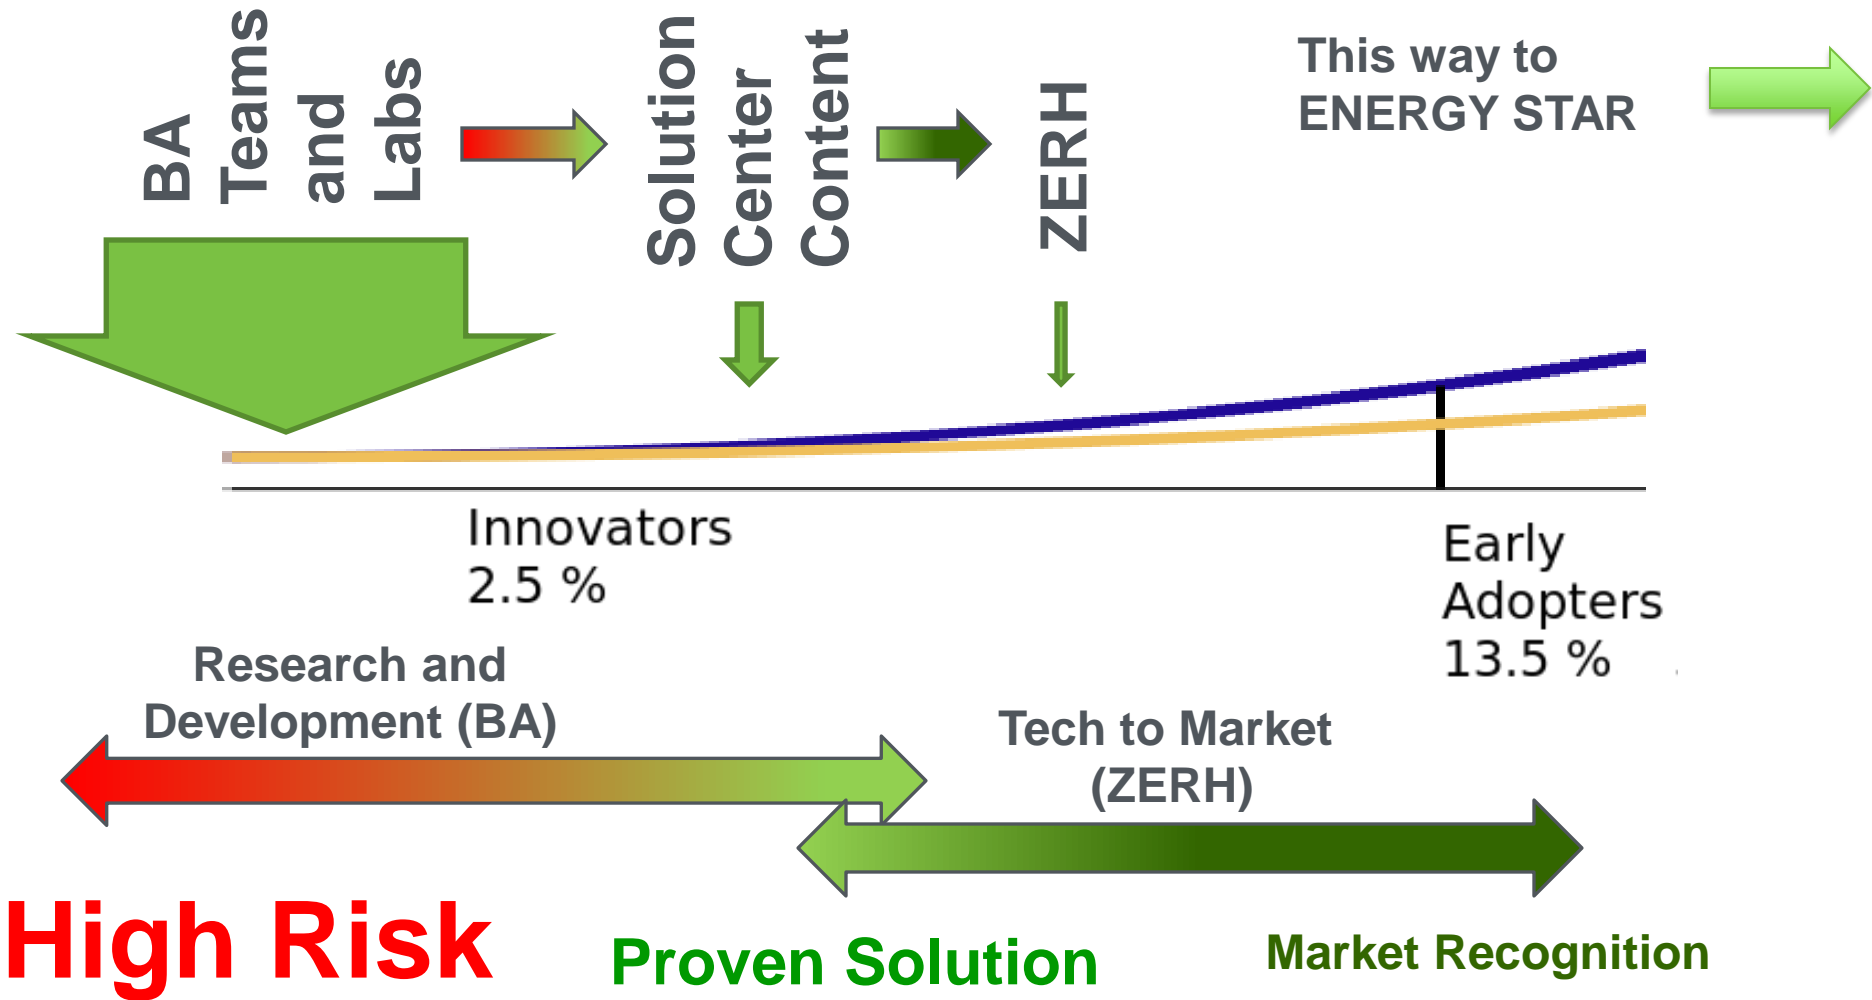 BA
Teams
and
Labs
Solution
Center
Content
ZERH
This way to
ENERGY STAR
Innovators
2.5 %
Early
Adopters
13.5 %
Research and
Development (BA)
Tech to Market
(ZERH)
High Risk
Proven Solution
Market Recognition